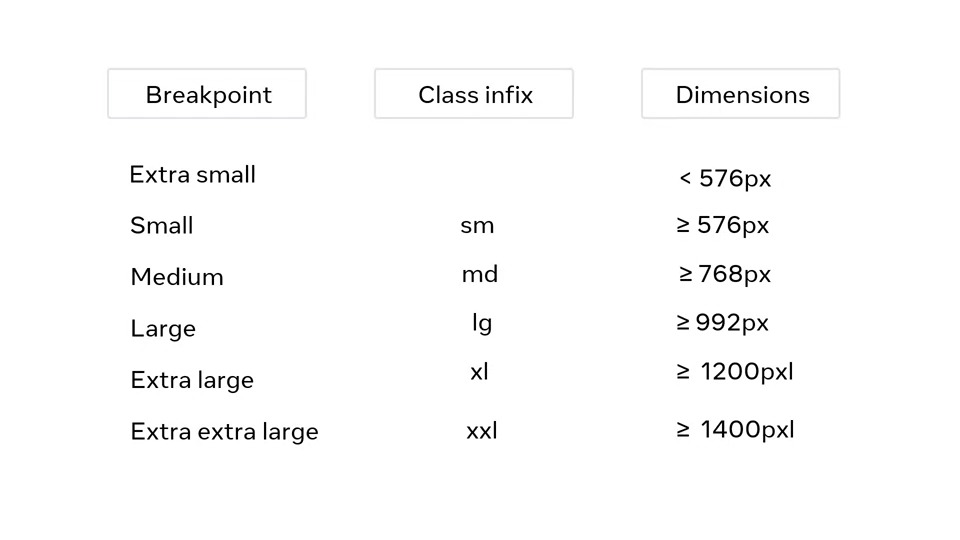 Breakpoint Class infix Dimensions
Extra small < 576px
Small sm ≥ 576px
Medium md ≥ 768px
Large lg ≥ 992px
Extra large xl ≥ 1200pxl
Extra extra large xxl ≥ 1400pxl